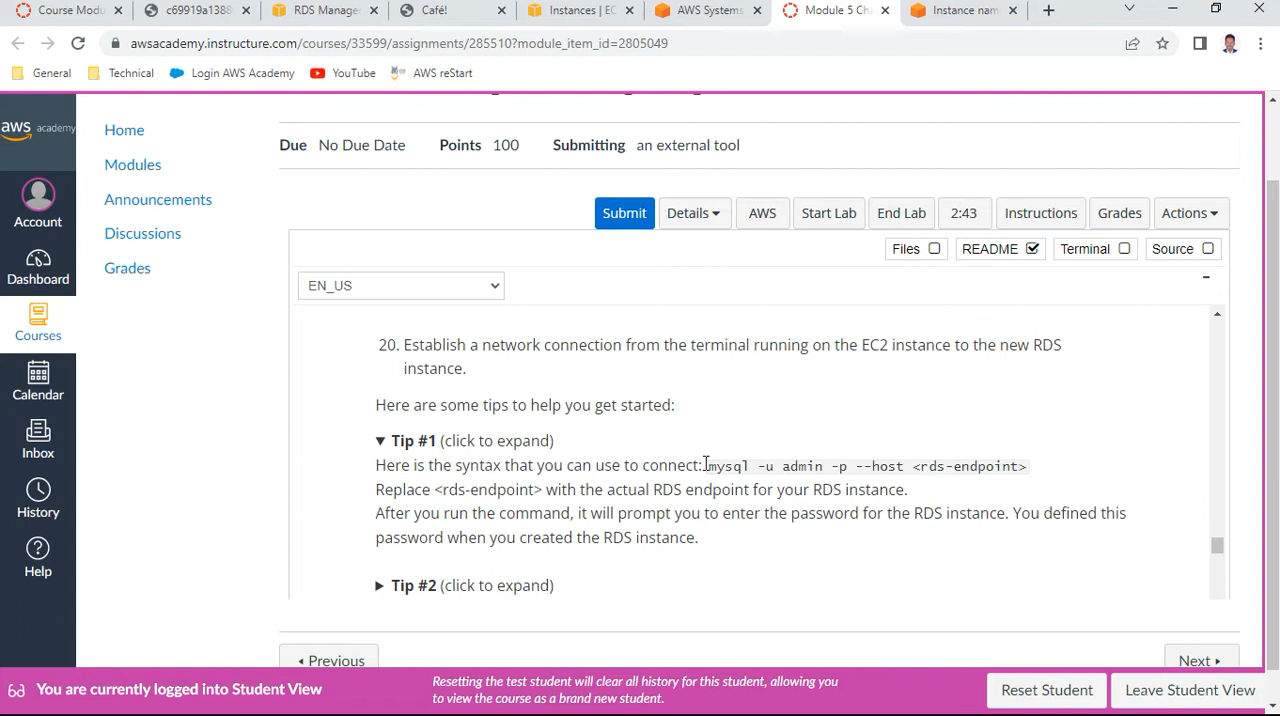 Course Modu
c69919a1388
RDS Manage
Café!
Instances | EC
AWS Systems
Module 5 Cha
Instance nam
awsacademy.instructure.com/courses/33599/assignments/285510?module_item_id=2805049
General
Technical
Login AWS Academy
YouTube
AWS reStart
aws academy
Account
Dashboard
Courses
Calendar
Inbox
History
Help
Home
Modules
Announcements
Discussions
Grades
Due No Due Date Points 100 Submitting an external tool
Submit Details AWS Start Lab End Lab 2:43 Instructions Grades Actions
Files README Terminal Source
EN_US
20. Establish a network connection from the terminal running on the EC2 instance to the new RDS
instance.
Here are some tips to help you get started:
Tip #1 (click to expand)
Here is the syntax that you can use to connect: mysql -u admin -p --host <rds-endpoint>
Replace <rds-endpoint> with the actual RDS endpoint for your RDS instance.
After you run the command, it will prompt you to enter the password for the RDS instance. You defined this
password when you created the RDS instance.
Tip #2 (click to expand)
Previous
Next
You are currently logged into Student View
Resetting the test student will clear all history for this student, allowing you
to view the course as a brand new student.
Reset Student
Leave Student View